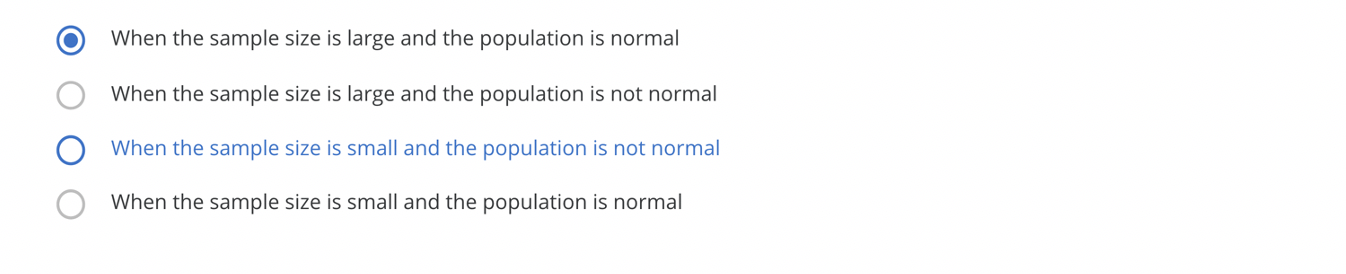 When the sample size is large and the population is normal
When the sample size is large and the population is not normal
When the sample size is small and the population is not normal
When the sample size is small and the population is normal